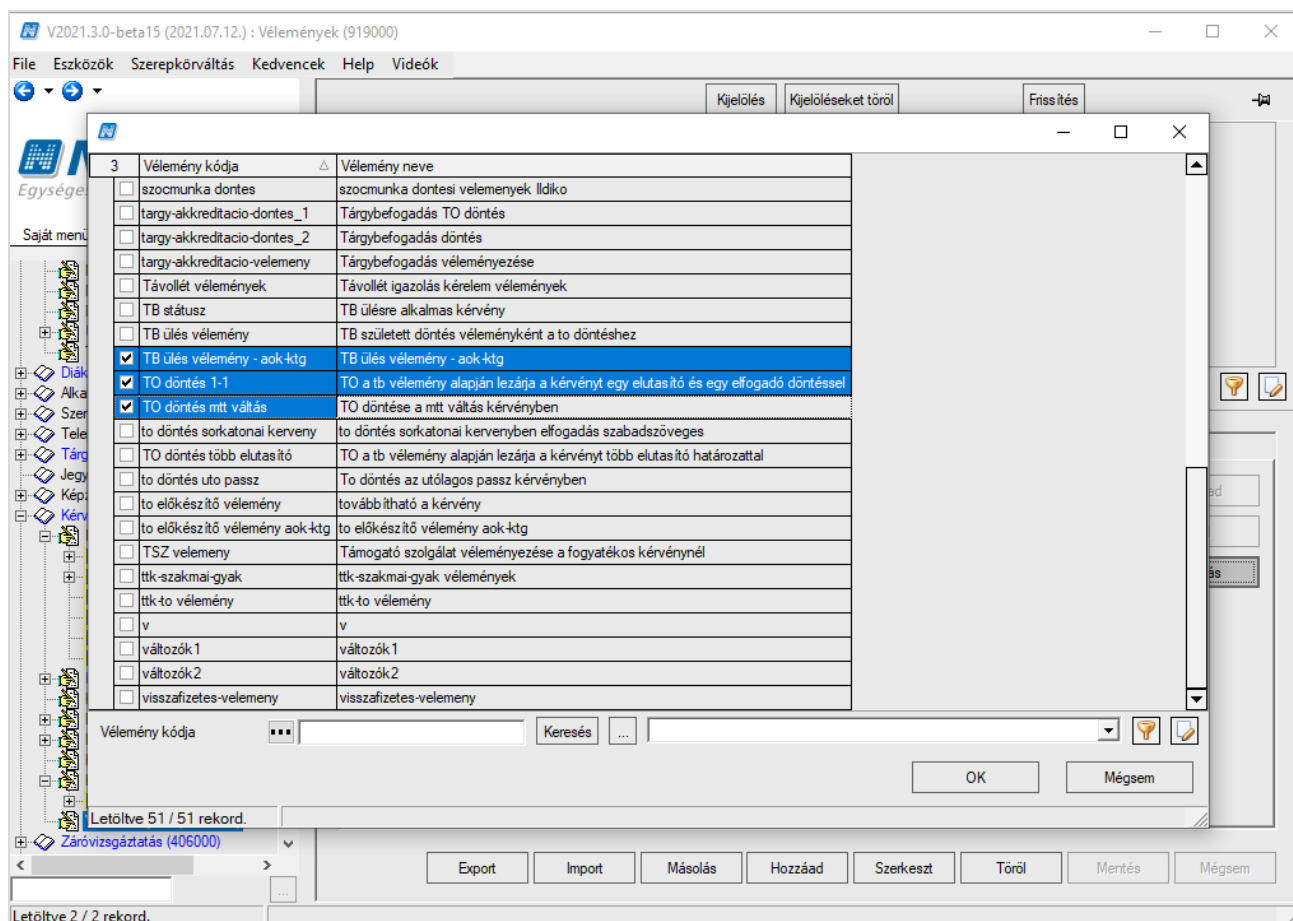 V2021.3.0-beta15 (2021.07.12.) : Vélemények (919000)
File Eszközök Szerepkörváltás Kedvencek Help Videók
Kijelölés Kijelöléseket töröl Frissítés
Egysége
Saját menü
3 Vélemény kódja Vélemény neve
szocmunka dontes szocmunka dontesi velemenyek Ildiko
targy-akkreditacio-dontes_1 Tárgybefogadás TO döntés
targy-akkreditacio-dontes_2 Tárgybefogadás döntés
targy-akkreditacio-velemeny Tárgybefogadás véleményezése
Távollét vélemények Távollét igazolás kérelem vélemények
TB státusz TB ülésre alkalmas kérvény
TB ülés vélemény TB született döntés véleményként a to döntéshez
TB ülés vélemény - aok-ktg TB ülés vélemény - aok-ktg
TO döntés 1-1 TO a tb vélemény alapján lezárja a kérvényt egy elutasító és egy elfogadó döntéssel
TO döntés mtt váltás TO döntése a mtt váltás kérvényben
to döntés sorkatonai kerveny to döntés sorkatonai kervenyben elfogadás szabadszöveges
TO döntés több elutasító TO a tb vélemény alapján lezárja a kérvényt több elutasító határozattal
to döntés uto passz To döntés az utólagos passz kérvényben
to előkészítő vélemény továbbítható a kérvény
to előkészítő vélemény aok-ktg to előkészítő vélemény aok-ktg
TSZ velemeny Támogató szolgálat véleményezése a fogyatékos kérvénynél
ttk-szakmai-gyak ttk-szakmai-gyak vélemények
ttk-to vélemény ttk-to vélemény
v v
változók1 változók1
változók2 változók2
visszafizetes-velemeny visszafizetes-velemeny
Diák
Alka
Szer
Tele
Tárg
Jegy
Képz
Kérv
Vélemény kódja ... Keresés ...
OK Mégsem
Letöltve 51 / 51 rekord.
Záróvizsgáztatás (406000)
Export Import Másolás Hozzáad Szerkeszt Töröl Mentés Mégsem
...
Letöltve 2 / 2 rekord.